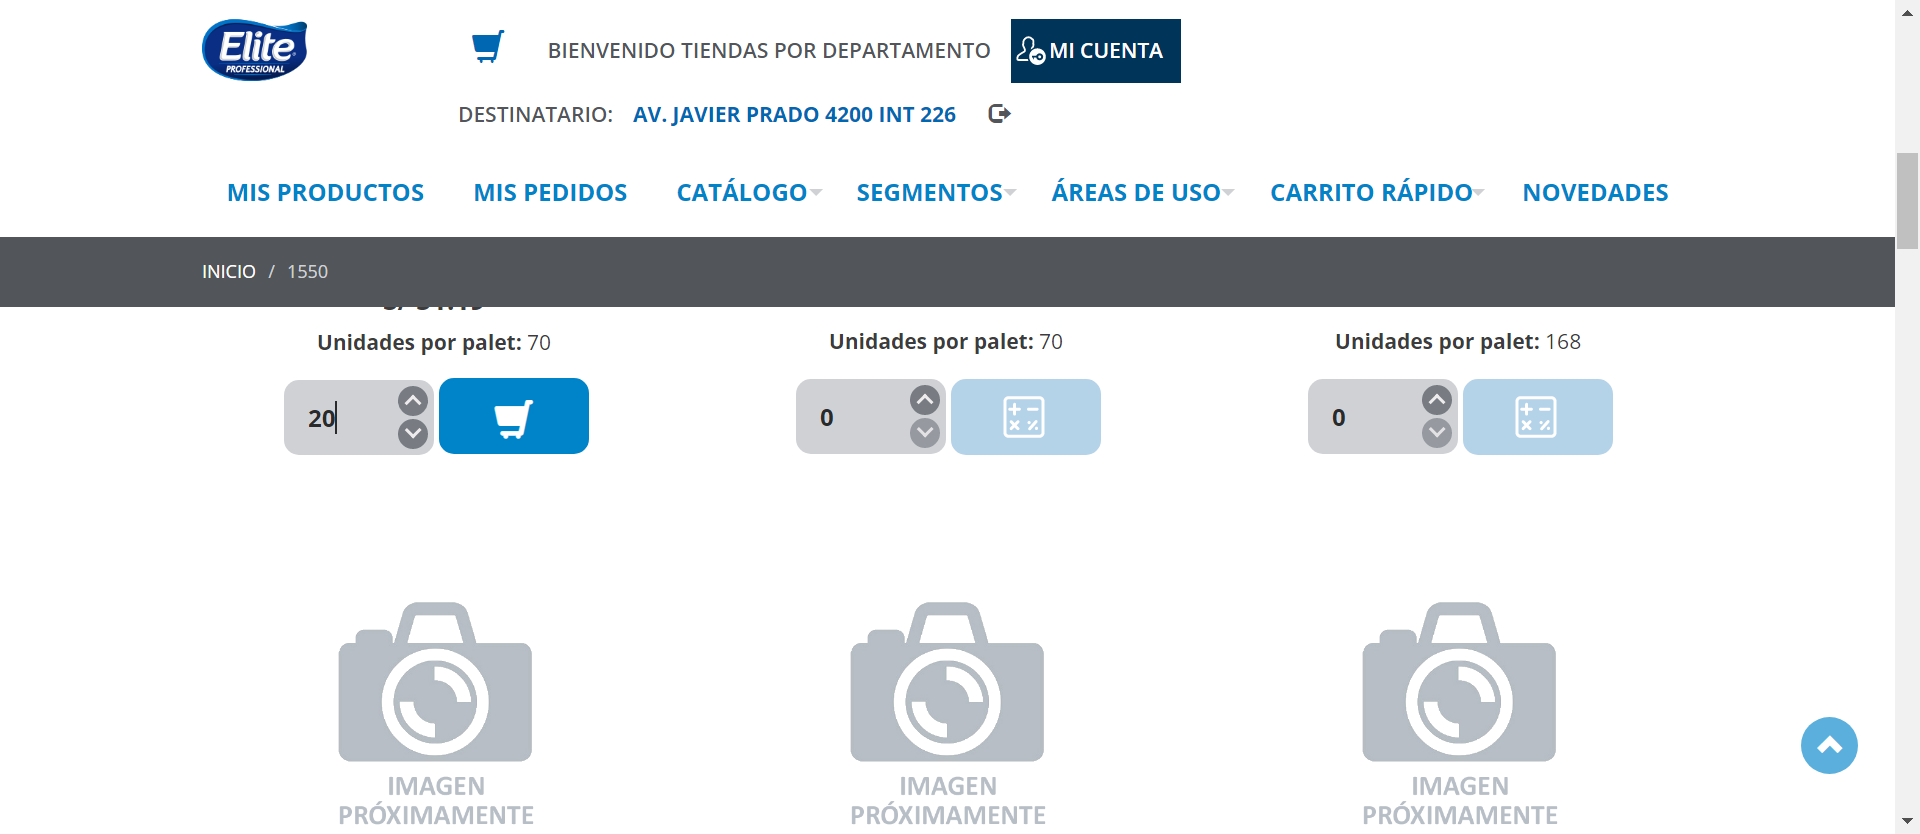 Elite
PROFESSIONAL
BIENVENIDO TIENDAS POR DEPARTAMENTO
MI CUENTA
DESTINATARIO: AV. JAVIER PRADO 4200 INT 226
MIS PRODUCTOS MIS PEDIDOS CATÁLOGO SEGMENTOS ÁREAS DE USO CARRITO RÁPIDO NOVEDADES
INICIO / 1550
Unidades por palet: 70 Unidades por palet: 70 Unidades por palet: 168
20 0 0
IMAGEN IMAGEN IMAGEN
PRÓXIMAMENTE PRÓXIMAMENTE PRÓXIMAMENTE